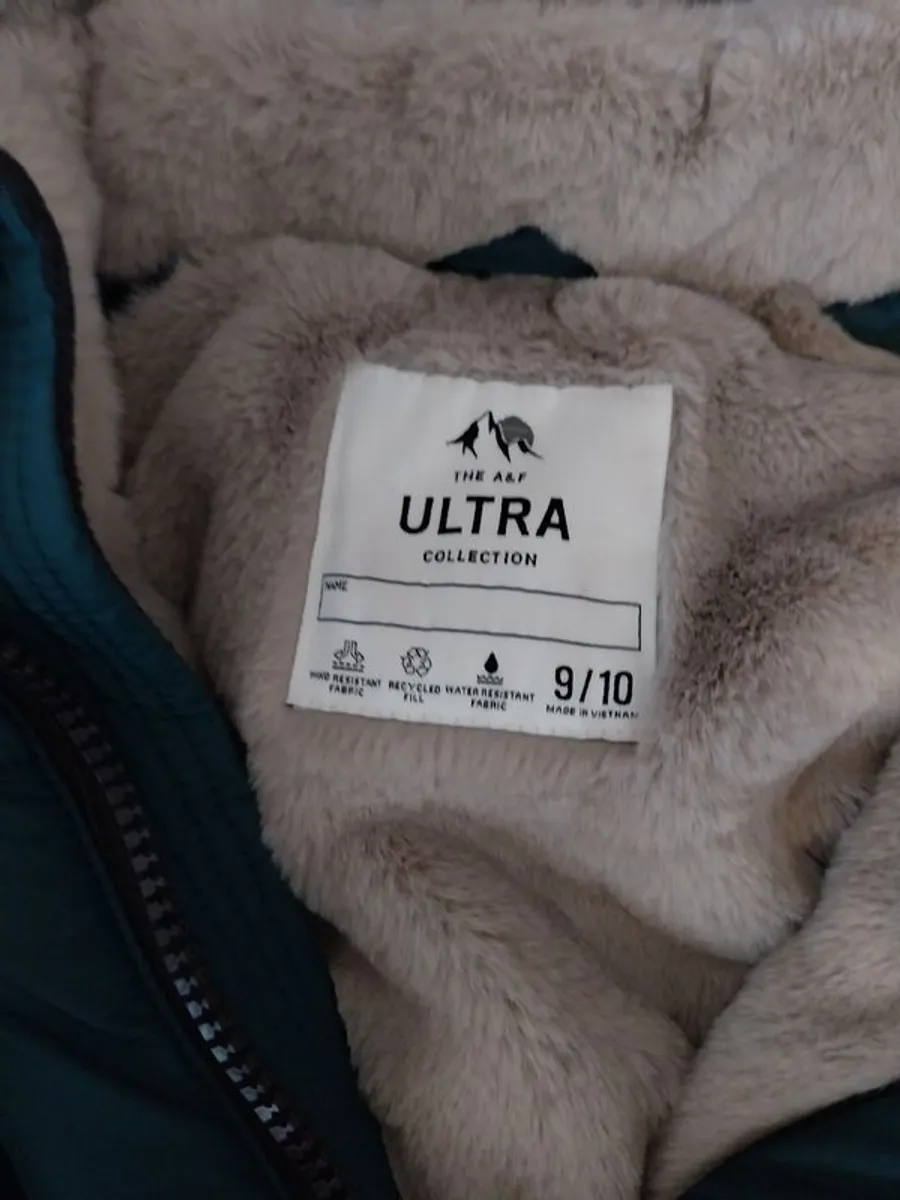 THE A&F
ULTRA
COLLECTION
NAME
WIND RESISTANT
FABRIC
RECYCLED
FILL
WATER RESISTANT
FABRIC
9/10
MADE IN VIETNAM